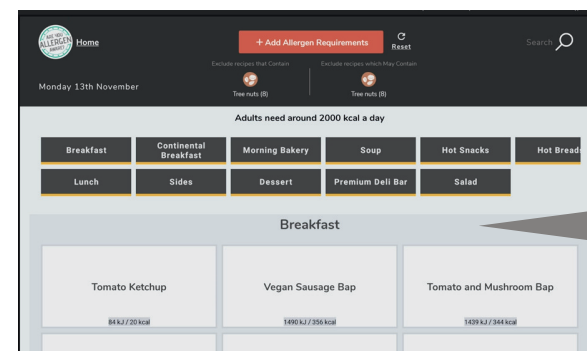 ARE YOU
ALLERGEN
AWARE?
Home
+ Add Allergen Requirements
Reset
Search
Exclude recipes that Contain
Exclude recipes which May Contain
Monday 13th November
Tree nuts (8)
Tree nuts (8)
Adults need around 2000 kcal a day
Breakfast
Continental
Breakfast
Morning Bakery
Soup
Hot Snacks
Hot Breads
Lunch
Sides
Dessert
Premium Deli Bar
Salad
Breakfast
Tomato Ketchup
Vegan Sausage Bap
Tomato and Mushroom Bap
84 kJ / 20 kcal
1490 kJ / 356 kcal
1439 kJ / 344 kcal